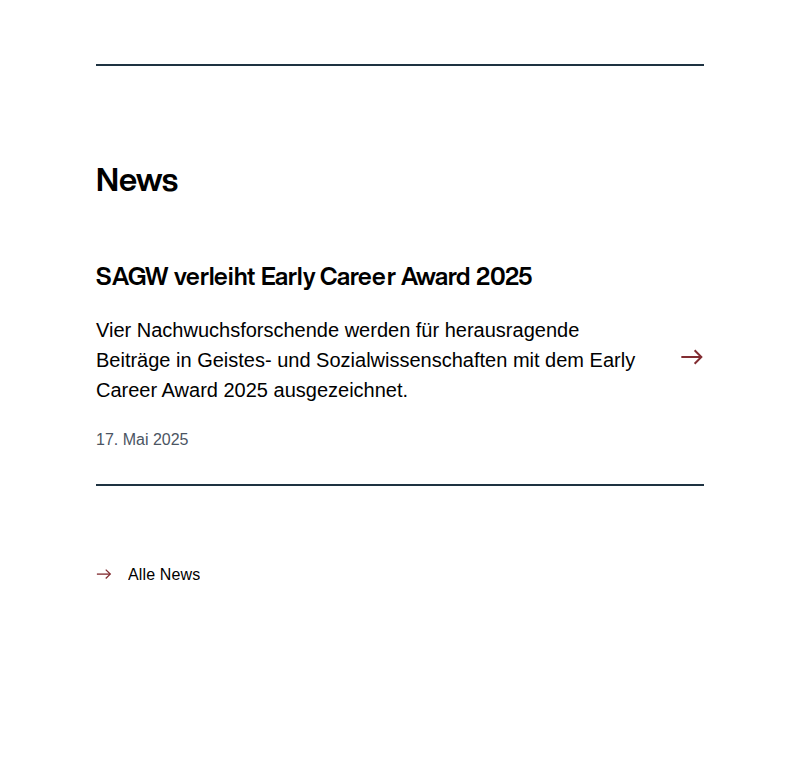 News
SAGW verleiht Early Career Award 2025
Vier Nachwuchsforschende werden für herausragende
Beiträge in Geistes- und Sozialwissenschaften mit dem Early
Career Award 2025 ausgezeichnet.
17. Mai 2025
Alle News